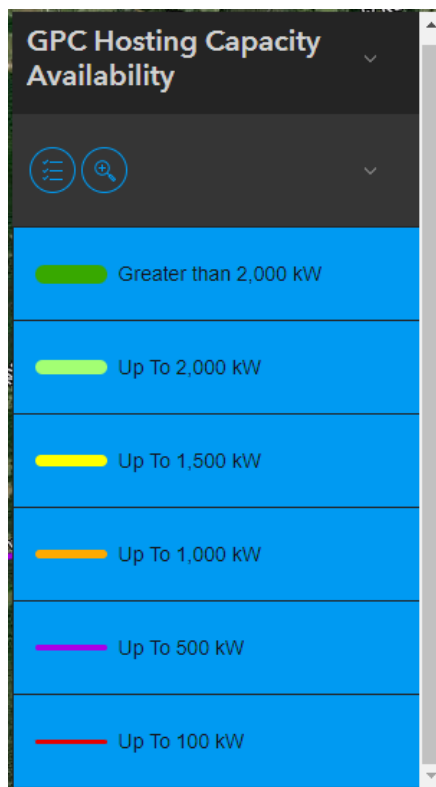 GPC Hosting Capacity
Availability
Greater than 2,000 kW
Up To 2,000 kW
Up To 1,500 kW
Up To 1,000 kW
Up To 500 kW
Up To 100 kW